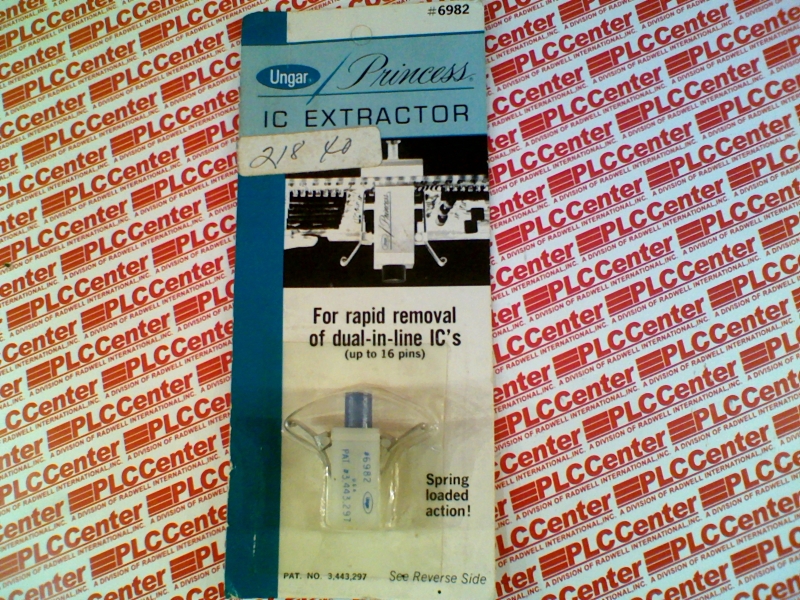 #6982
Ungar
Princess
IC EXTRACTOR
218 40
Princess
For rapid removal
of dual-in-line IC's
(up to 16 pins)
#6982
PAT #3,443,297
Ungar
Spring
loaded
action!
PAT. NO. 3,443,297
See Reverse Side
PLCCenter
A DIVISION OF RADWELL INTERNATIONAL, INC.